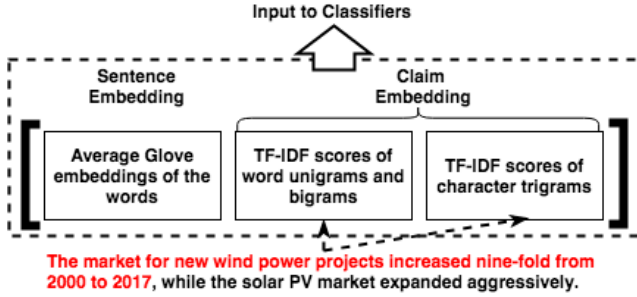 Input to Classifiers
Sentence
Embedding
Claim
Embedding
Average Glove
embeddings of the
words
TF-IDF scores of
word unigrams and
bigrams
TF-IDF scores of
character trigrams
The market for new wind power projects increased nine-fold from
2000 to 2017, while the solar PV market expanded aggressively.